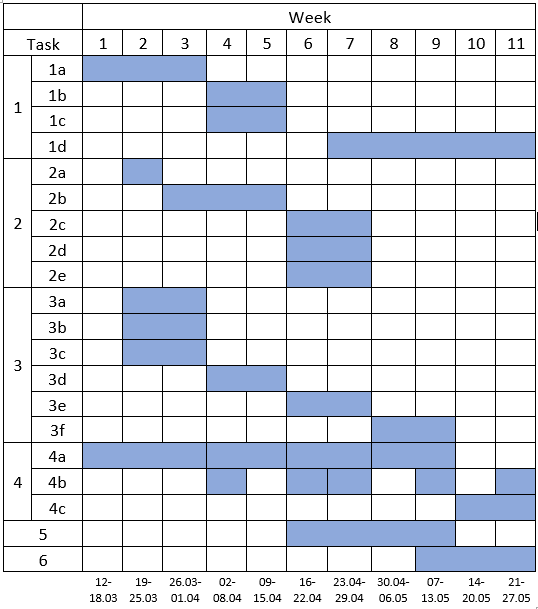 Week
Task 1 2 3 4 5 6 7 8 9 10 11
1
1a
1b
1c
1d
2
2a
2b
2c
2d
2e
3
3a
3b
3c
3d
3e
3f
4
4a
4b
4c
5
6
12- 19- 26.03- 02- 09- 16- 23.04- 30.04- 07- 14- 21-
18.03 25.03 01.04 08.04 15.04 22.04 29.04 06.05 13.05 20.05 27.05